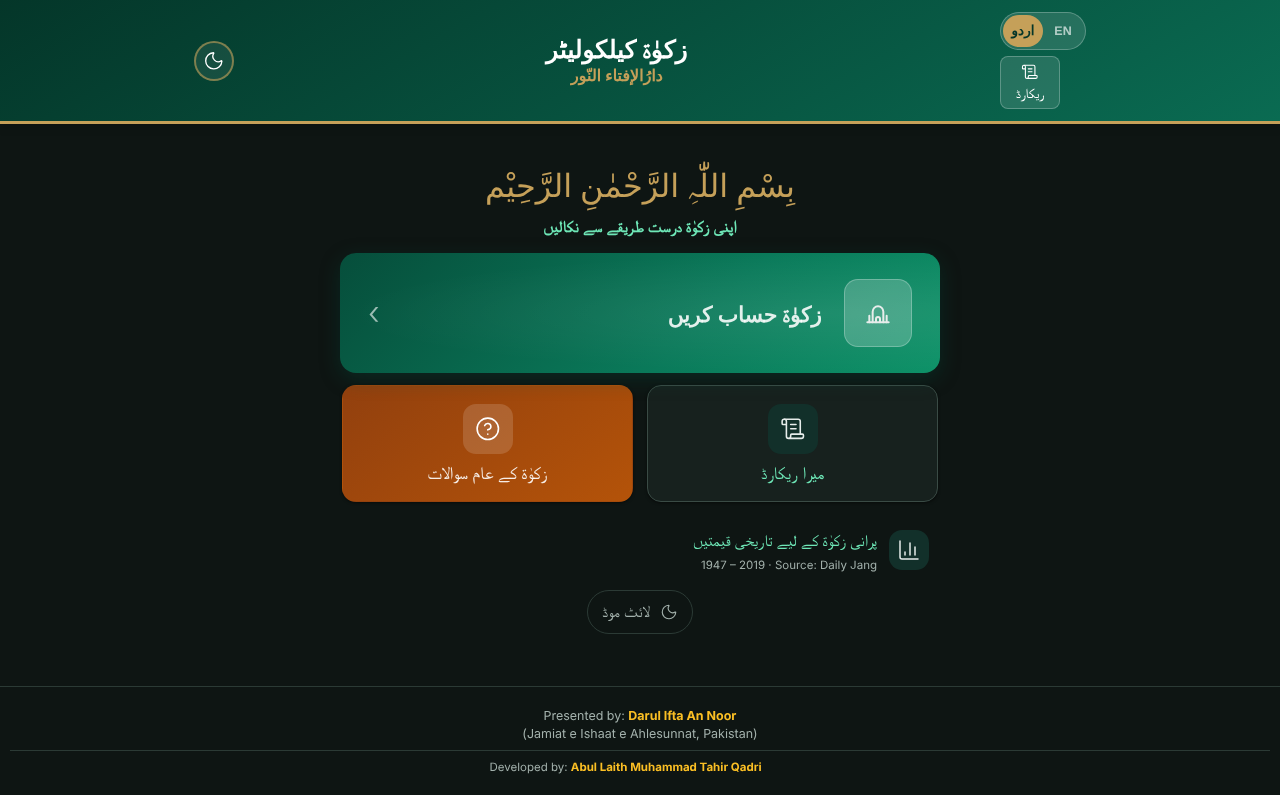 اردو
EN
ریکارڈ
زکوٰۃ کیلکولیٹر
دارُالإفتاء النّور
بِسْمِ اللّٰہِ الرَّحْمٰنِ الرَّحِیْم
اپنی زکوٰۃ درست طریقے سے نکالیں
زکوٰۃ حساب کریں
میرا ریکارڈ
زکوٰۃ کے عام سوالات
پرانی زکوٰۃ کے لیے تاریخی قیمتیں
1947 – 2019 · Source: Daily Jang
لائٹ موڈ
Presented by: Darul Ifta An Noor
(Jamiat e Ishaat e Ahlesunnat, Pakistan)
Developed by: Abul Laith Muhammad Tahir Qadri